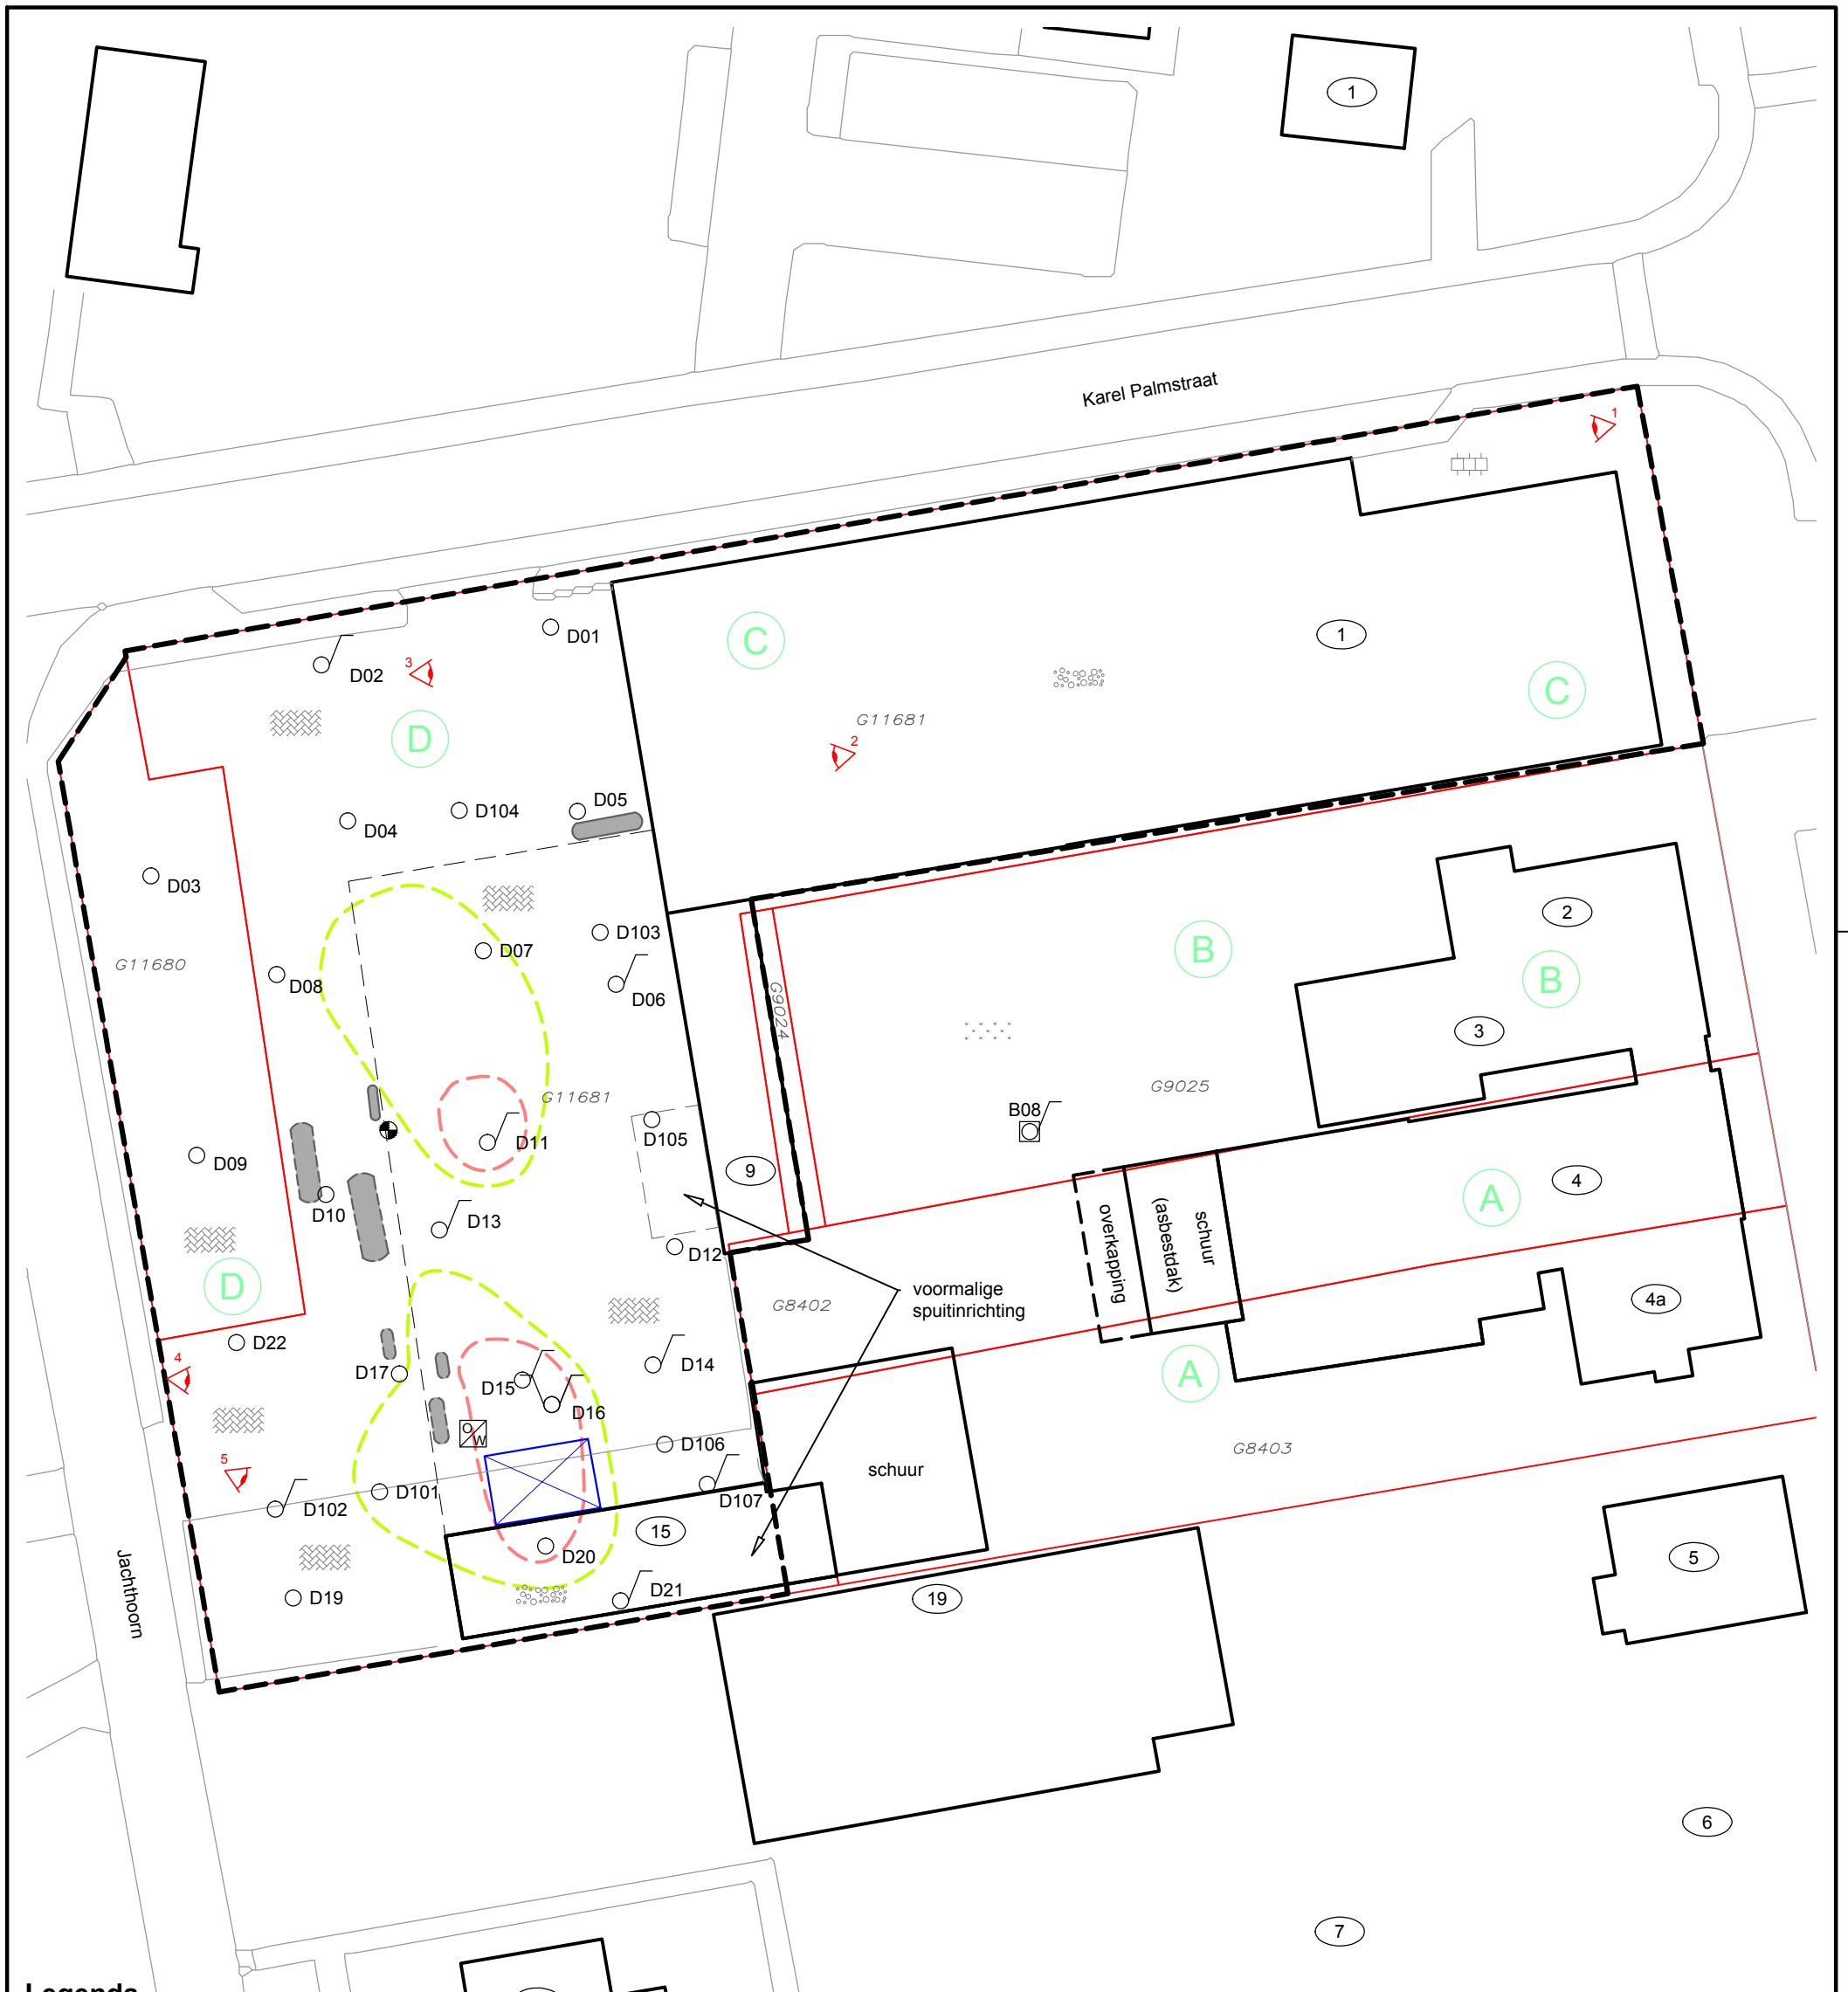 1
Karel Palmstraat
1
D01
C
1
D02
3
C
G11681
D
2
D05
D104
D04
D03
2
D103
B
D07
G11680
B
D08
D06
G9024
3
G11681
G9025
B08
D105
D11
D09
9
4
A
D10
D13
overkapping
schuur
(asbestdak)
D12
D
voormalige
spuitinrichting
G8402
4a
D22
4
D17
D15
D14
A
D16
O
W
D106
G8403
5
schuur
D101
D107
D102
15
D20
5
Jachthoorn
D19
D21
19
6
7